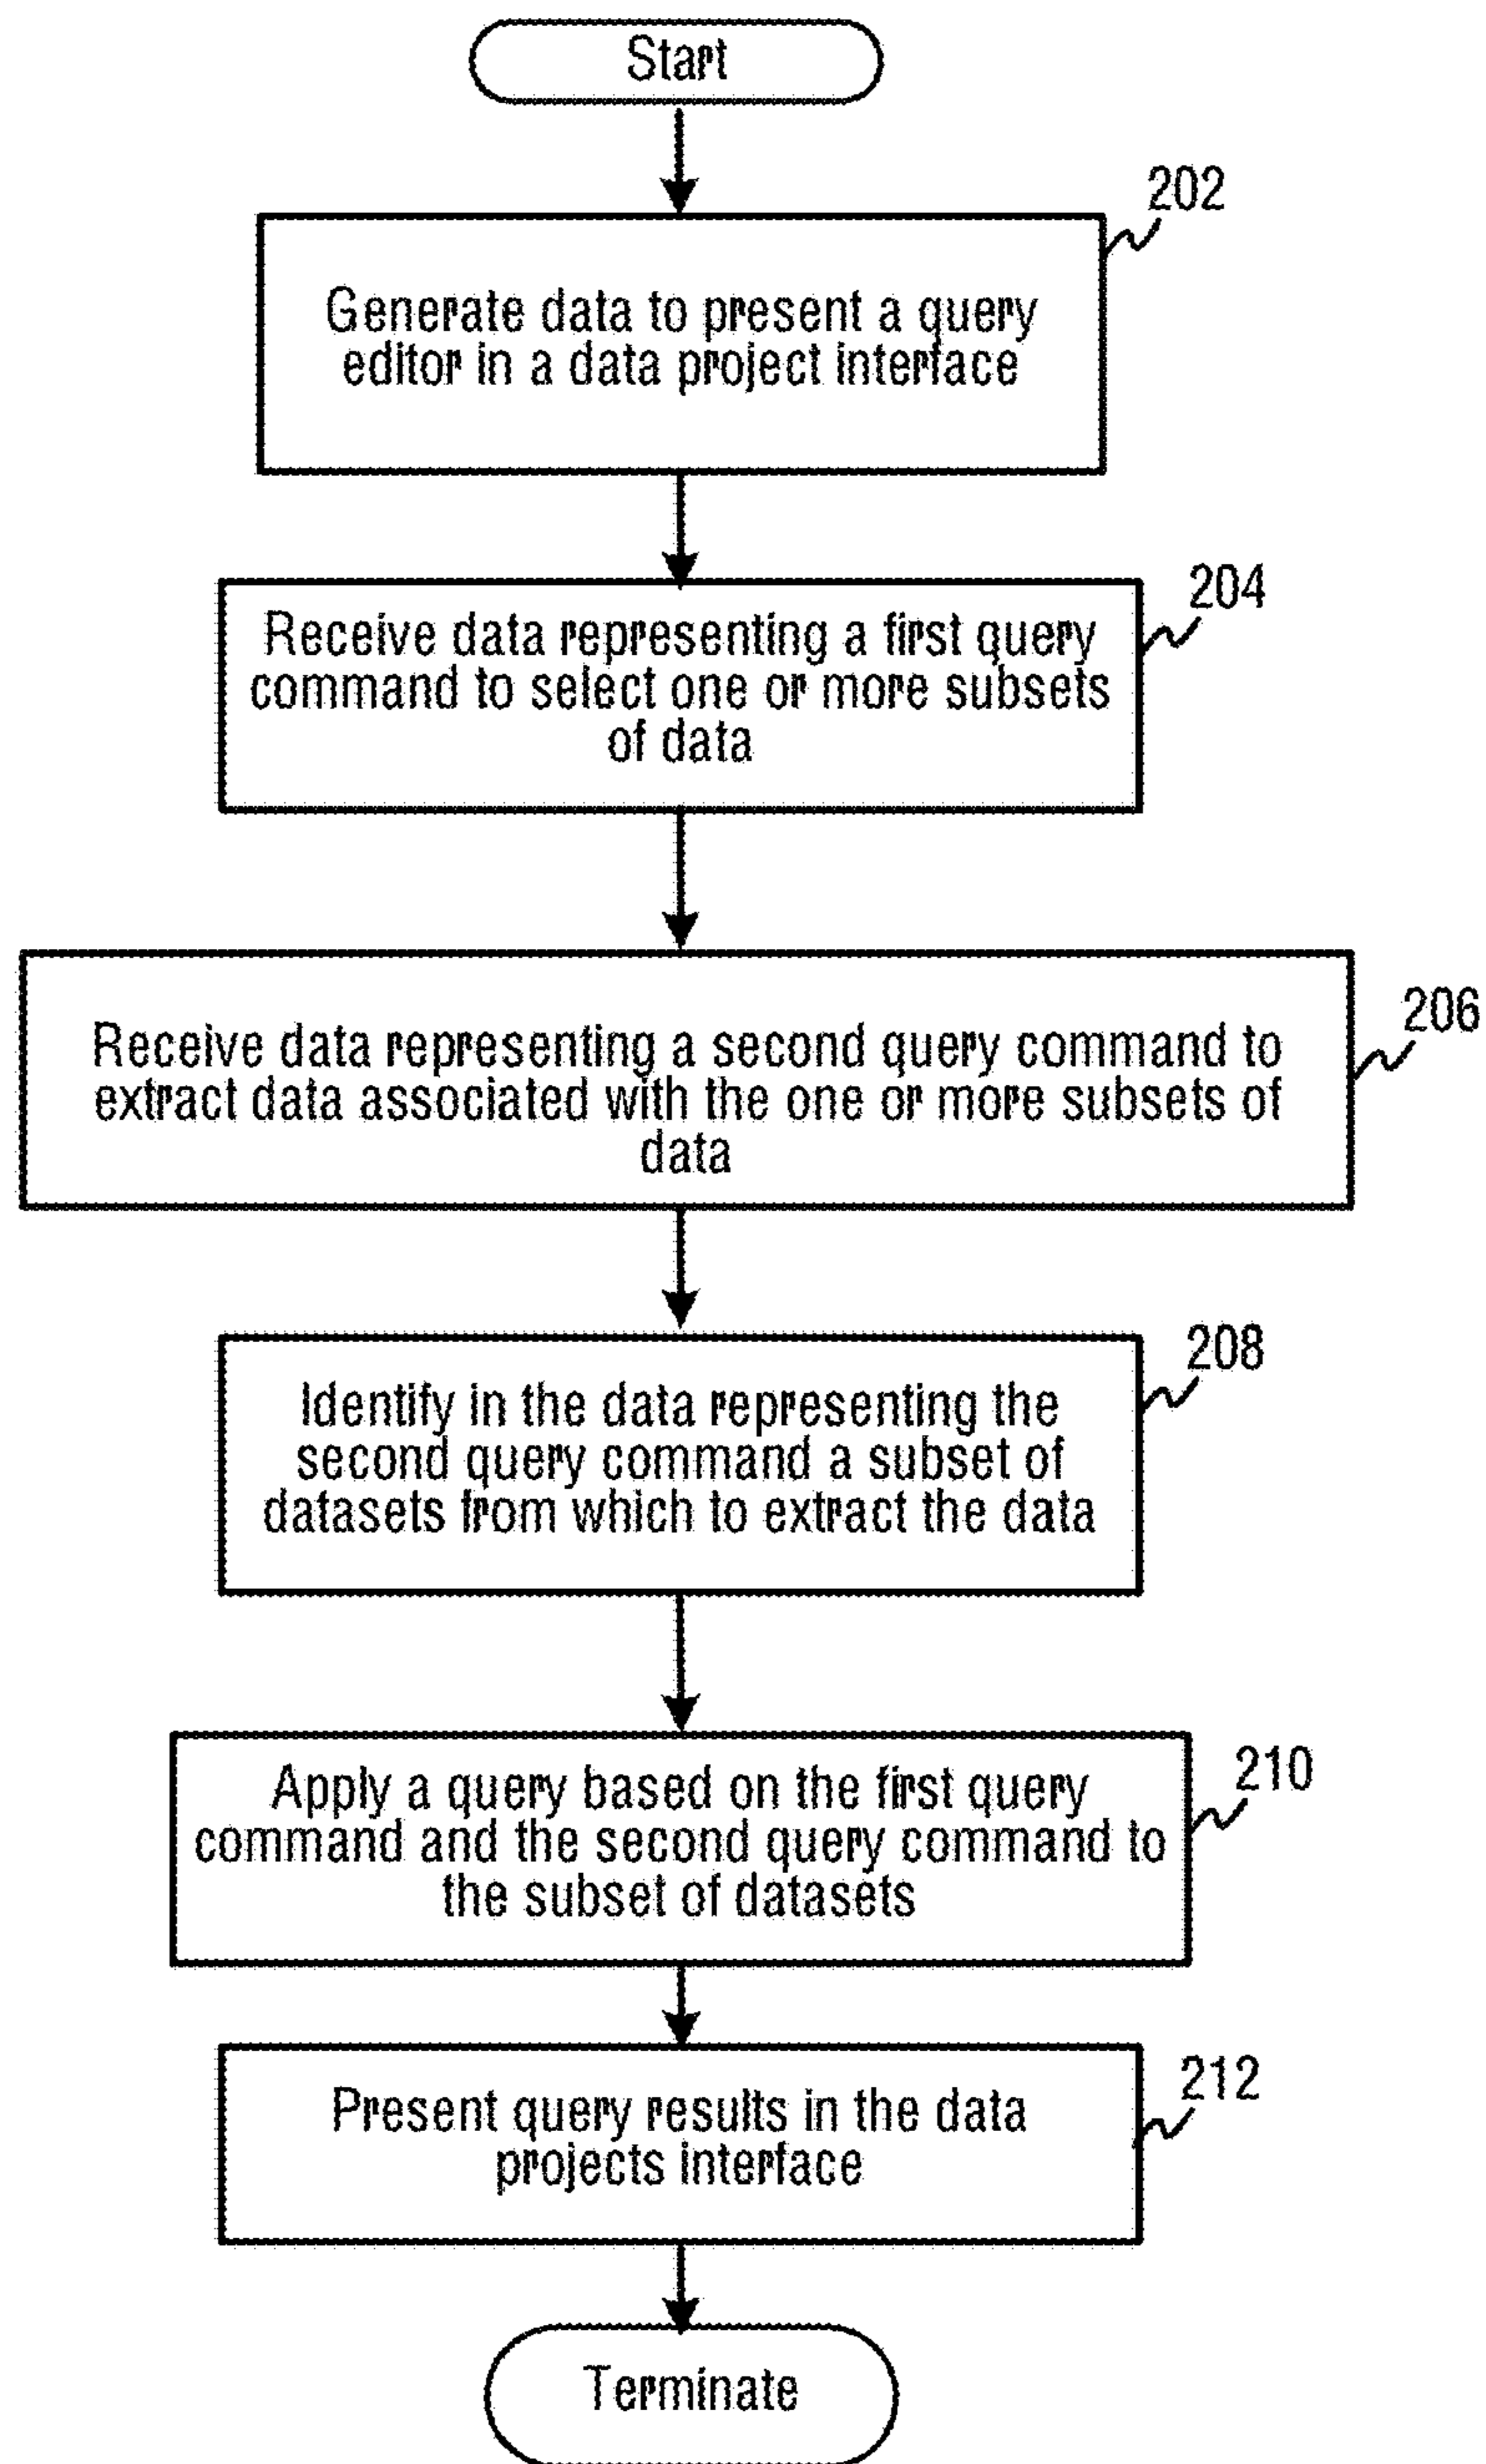 Start
202
Generate data to present a query
editor in a data project interface
204
Receive data representing a first query
command to select one or more subsets
of data
206
Receive data representing a second query command to
extract data associated with the one or more subsets of
data
208
Identify in the data representing the
second query command a subset of
datasets from which to extract the data
210
Apply a query based on the first query
command and the second query command to
the subset of datasets
212
Present query results in the data
projects interface
Terminate